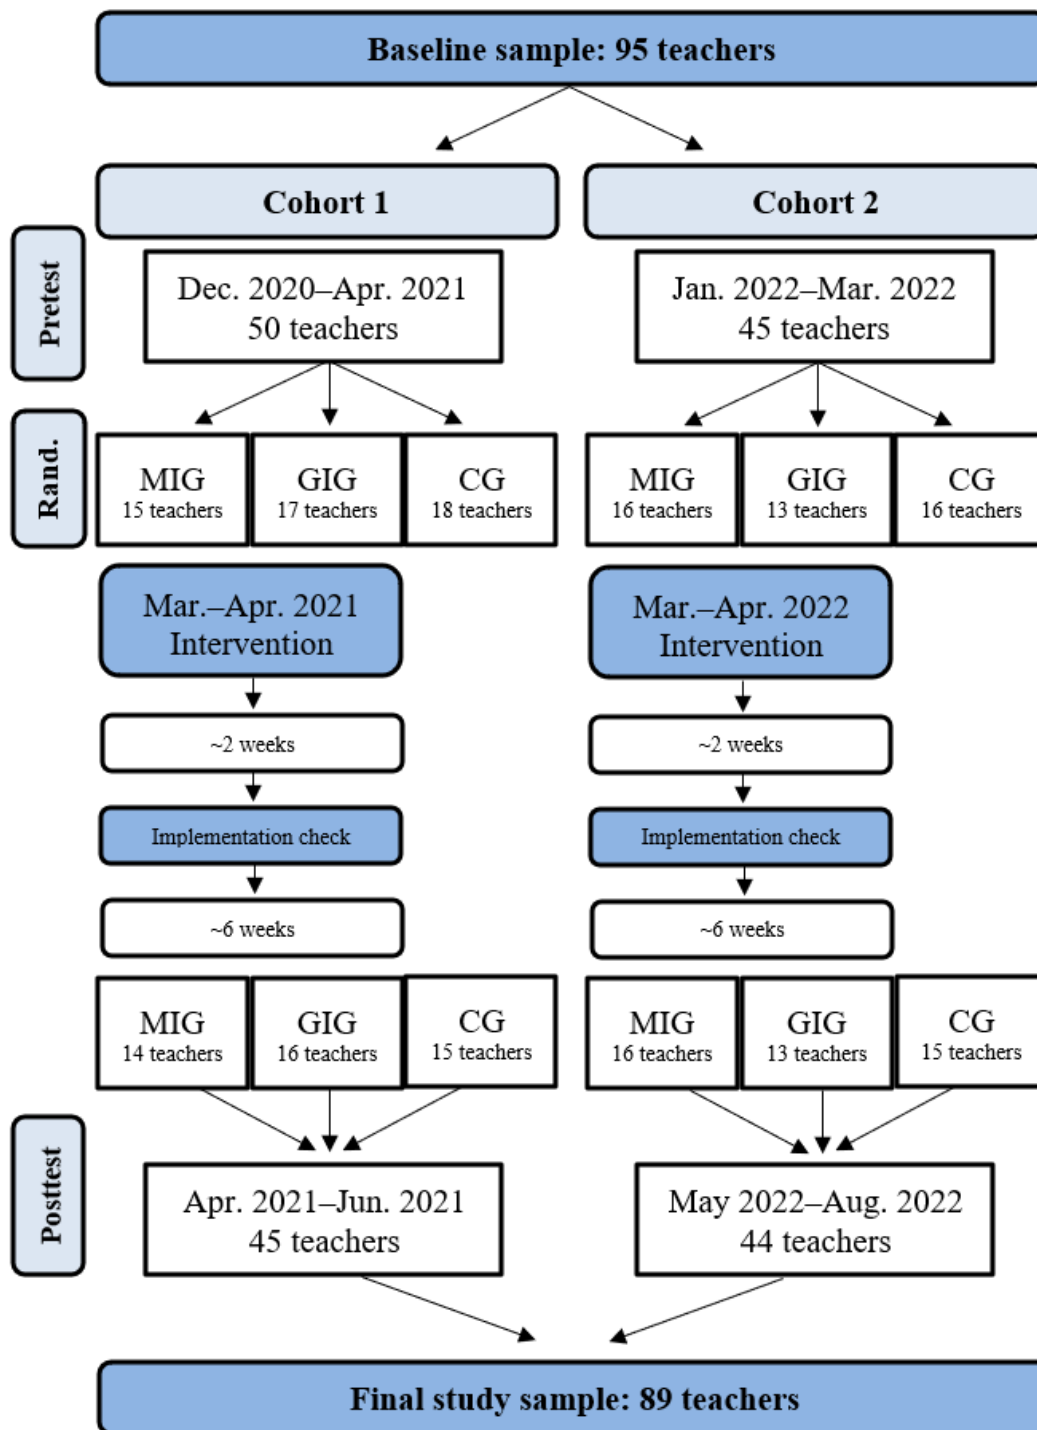 Baseline sample: 95 teachers
Cohort 1
Cohort 2
Pretest
Dec. 2020–Apr. 2021
50 teachers
Jan. 2022–Mar. 2022
45 teachers
Rand.
MIG
15 teachers
GIG
17 teachers
CG
18 teachers
MIG
16 teachers
GIG
13 teachers
CG
16 teachers
Mar.–Apr. 2021
Intervention
Mar.–Apr. 2022
Intervention
~2 weeks
~2 weeks
Implementation check
Implementation check
~6 weeks
~6 weeks
MIG
14 teachers
GIG
16 teachers
CG
15 teachers
MIG
16 teachers
GIG
13 teachers
CG
15 teachers
Posttest
Apr. 2021–Jun. 2021
45 teachers
May 2022–Aug. 2022
44 teachers
Final study sample: 89 teachers